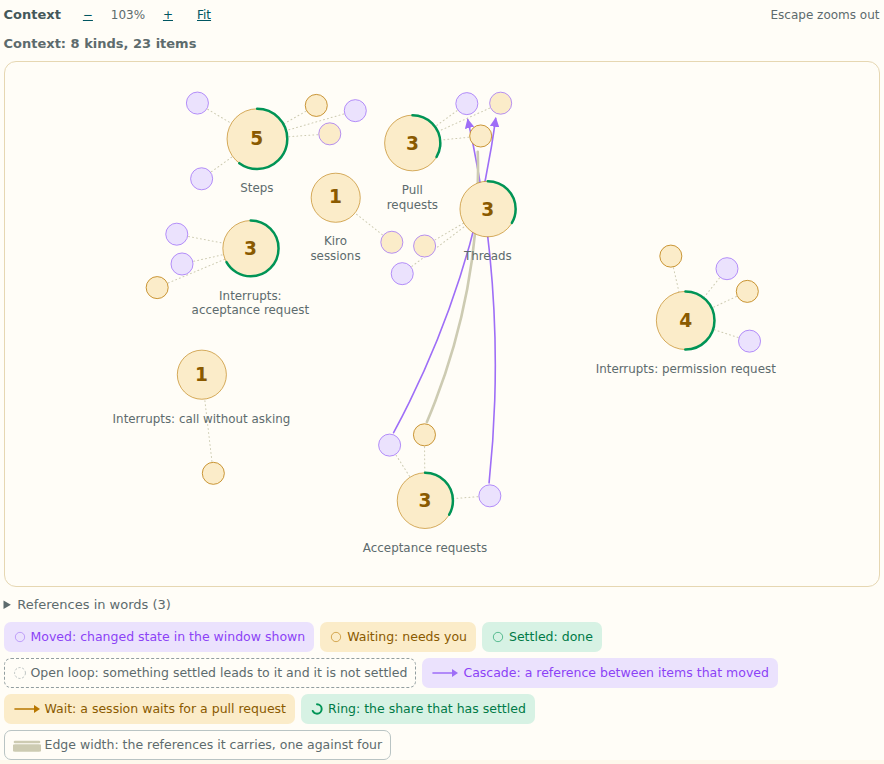 Context − 103% + Fit Escape zooms out
Context: 8 kinds, 23 items
5
Steps
3
Pull
requests
1
Kiro
sessions
3
Threads
3
Interrupts:
acceptance request
4
Interrupts: permission request
1
Interrupts: call without asking
3
Acceptance requests
References in words (3)
Moved: changed state in the window shown
Waiting: needs you
Settled: done
Open loop: something settled leads to it and it is not settled
Cascade: a reference between items that moved
Wait: a session waits for a pull request
Ring: the share that has settled
Edge width: the references it carries, one against four